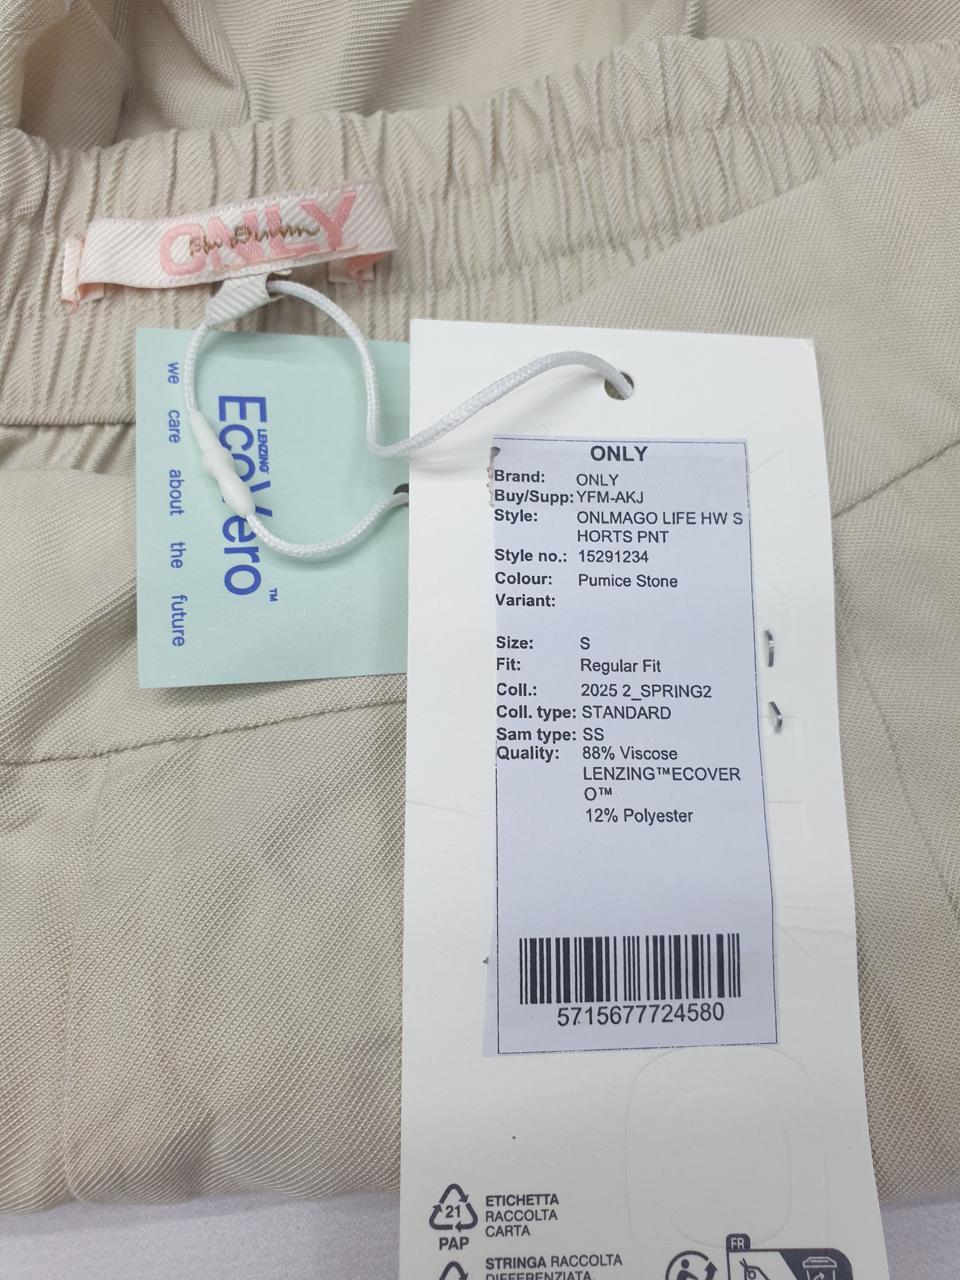 ONLY
LENZING™
EcoVero™
we care about the future
ONLY
Brand: ONLY
Buy/Supp: YFM-AKJ
Style: ONLMAGO LIFE HW S
HORTS PNT
Style no.: 15291234
Colour: Pumice Stone
Variant:
Size: S
Fit: Regular Fit
Coll.: 2025 2_SPRING2
Coll. type: STANDARD
Sam type: SS
Quality: 88% Viscose
LENZING™ECOVER
O™
12% Polyester
5715677724580
21
PAP
ETICHETTA
RACCOLTA
CARTA
STRINGA RACCOLTA
DIFFERENZIATA.
FR